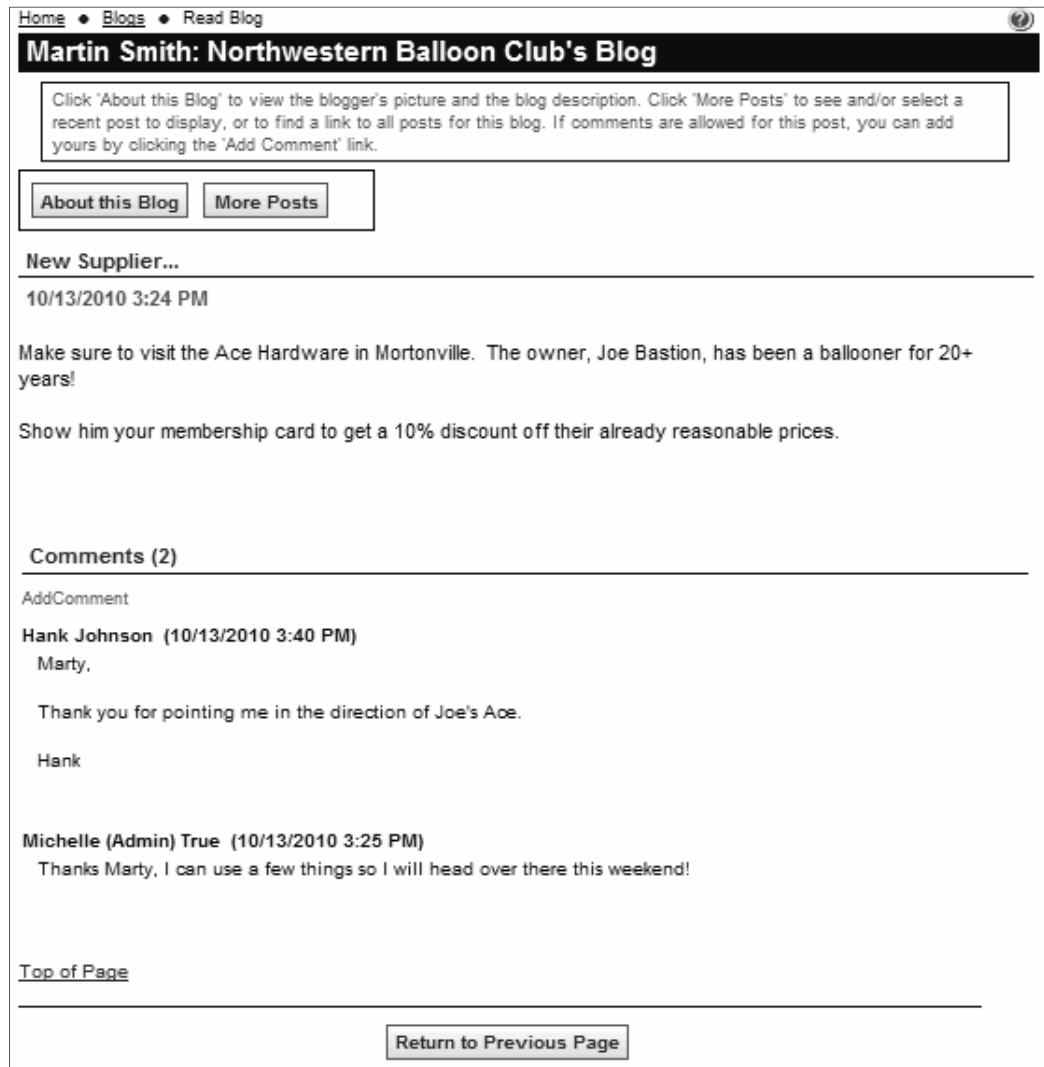 Home ● Blogs ● Read Blog
Martin Smith: Northwestern Balloon Club's Blog
Click 'About this Blog' to view the blogger's picture and the blog description. Click 'More Posts' to see and/or select a
recent post to display, or to find a link to all posts for this blog. If comments are allowed for this post, you can add
yours by clicking the 'Add Comment' link.
About this Blog More Posts
New Supplier...
10/13/2010 3:24 PM
Make sure to visit the Ace Hardware in Mortonville. The owner, Joe Bastion, has been a ballooner for 20+
years!
Show him your membership card to get a 10% discount off their already reasonable prices.
Comments (2)
AddComment
Hank Johnson (10/13/2010 3:40 PM)
Marty,
Thank you for pointing me in the direction of Joe's Ace.
Hank
Michelle (Admin) True (10/13/2010 3:25 PM)
Thanks Marty, I can use a few things so I will head over there this weekend!
Top of Page
Return to Previous Page